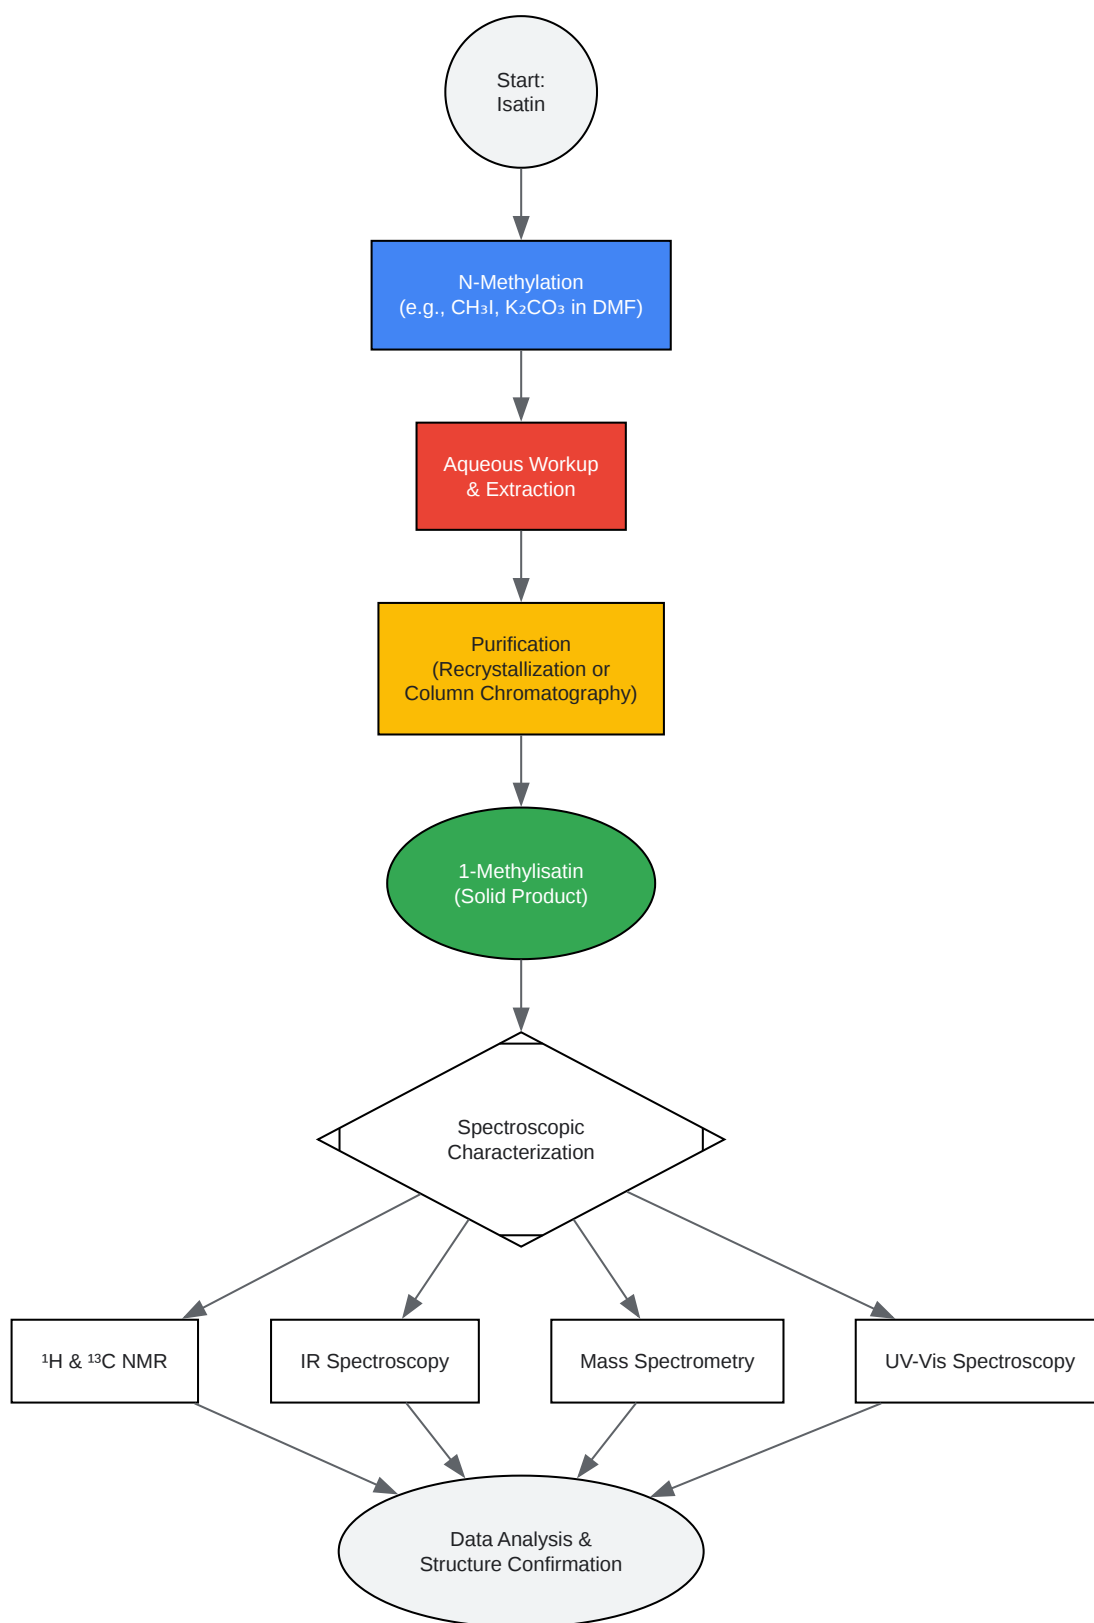 Start:
Isatin
N-Methylation
(e.g., CH₃I, K₂CO₃ in DMF)
Aqueous Workup
& Extraction
Purification
(Recrystallization or
Column Chromatography)
1-Methylisatin
(Solid Product)
Spectroscopic
Characterization
¹H & ¹³C NMR
IR Spectroscopy
Mass Spectrometry
UV-Vis Spectroscopy
Data Analysis &
Structure Confirmation